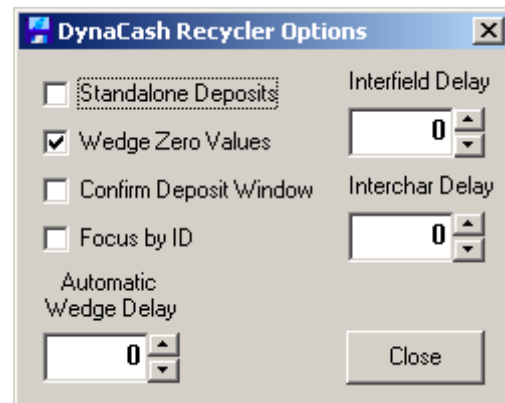 DynaCash Recycler Options
Standalone Deposits
Interfield Delay
0
Wedge Zero Values
Confirm Deposit Window
Interchar Delay
0
Focus by ID
Automatic
Wedge Delay
0
Close